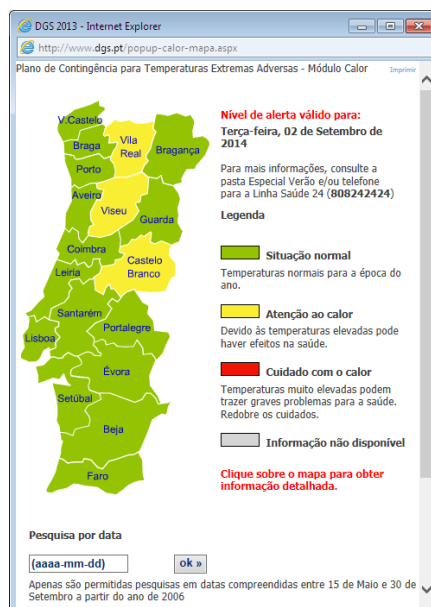 DGS 2013 - Internet Explorer
http://www.dgs.pt/popup-calor-mapa.aspx
Plano de Contingência para Temperaturas Extremas Adversas - Módulo Calor
Imprimir
V.Castelo
Braga
Vila
Real
Bragança
Porto
Aveiro
Viseu
Guarda
Coimbra
Castelo
Branco
Leiria
Santarém
Portalegre
Lisboa
Évora
Setúbal
Beja
Faro
Nível de alerta válido para:
Terça-feira, 02 de Setembro de
2014
Para mais informações, consulte a
pasta Especial Verão e/ou telefone
para a Linha Saúde 24 (808242424)
Legenda
Situação normal
Temperaturas normais para a época do
ano.
Atenção ao calor
Devido às temperaturas elevadas pode
haver efeitos na saúde.
Cuidado com o calor
Temperaturas muito elevadas podem
trazer graves problemas para a saúde.
Redobre os cuidados.
Informação não disponível
Clique sobre o mapa para obter
informação detalhada.
Pesquisa por data
(aaaa-mm-dd)
ok »
Apenas são permitidas pesquisas em datas compreendidas entre 15 de Maio e 30 de
Setembro a partir do ano de 2006